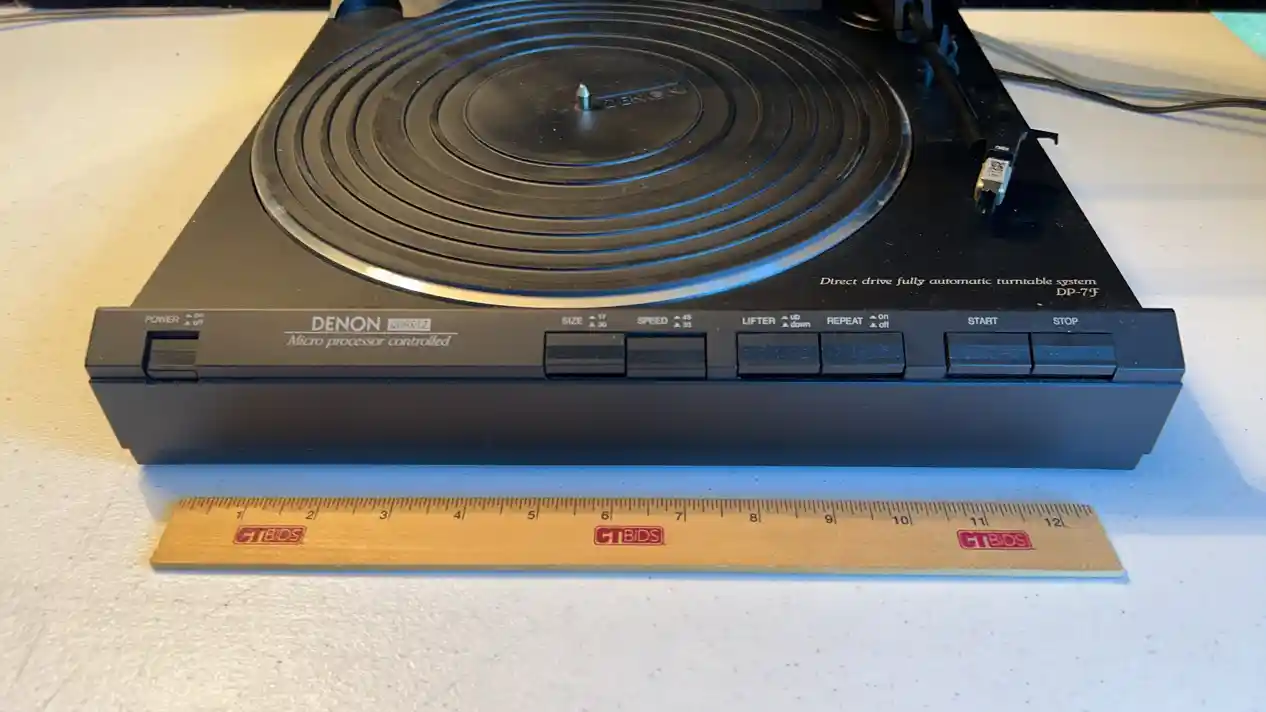 DENON
Direct drive fully automatic turntable system
DP-7F
POWER on
off
DENON
Micro processor controlled
SIZE 17
30
SPEED 45
33
LIFTER up
down
REPEAT on
off
START
STOP
1 2 3 4 5 6 7 8 9 10 11 12
CTBIDS CTBIDS CTBIDS